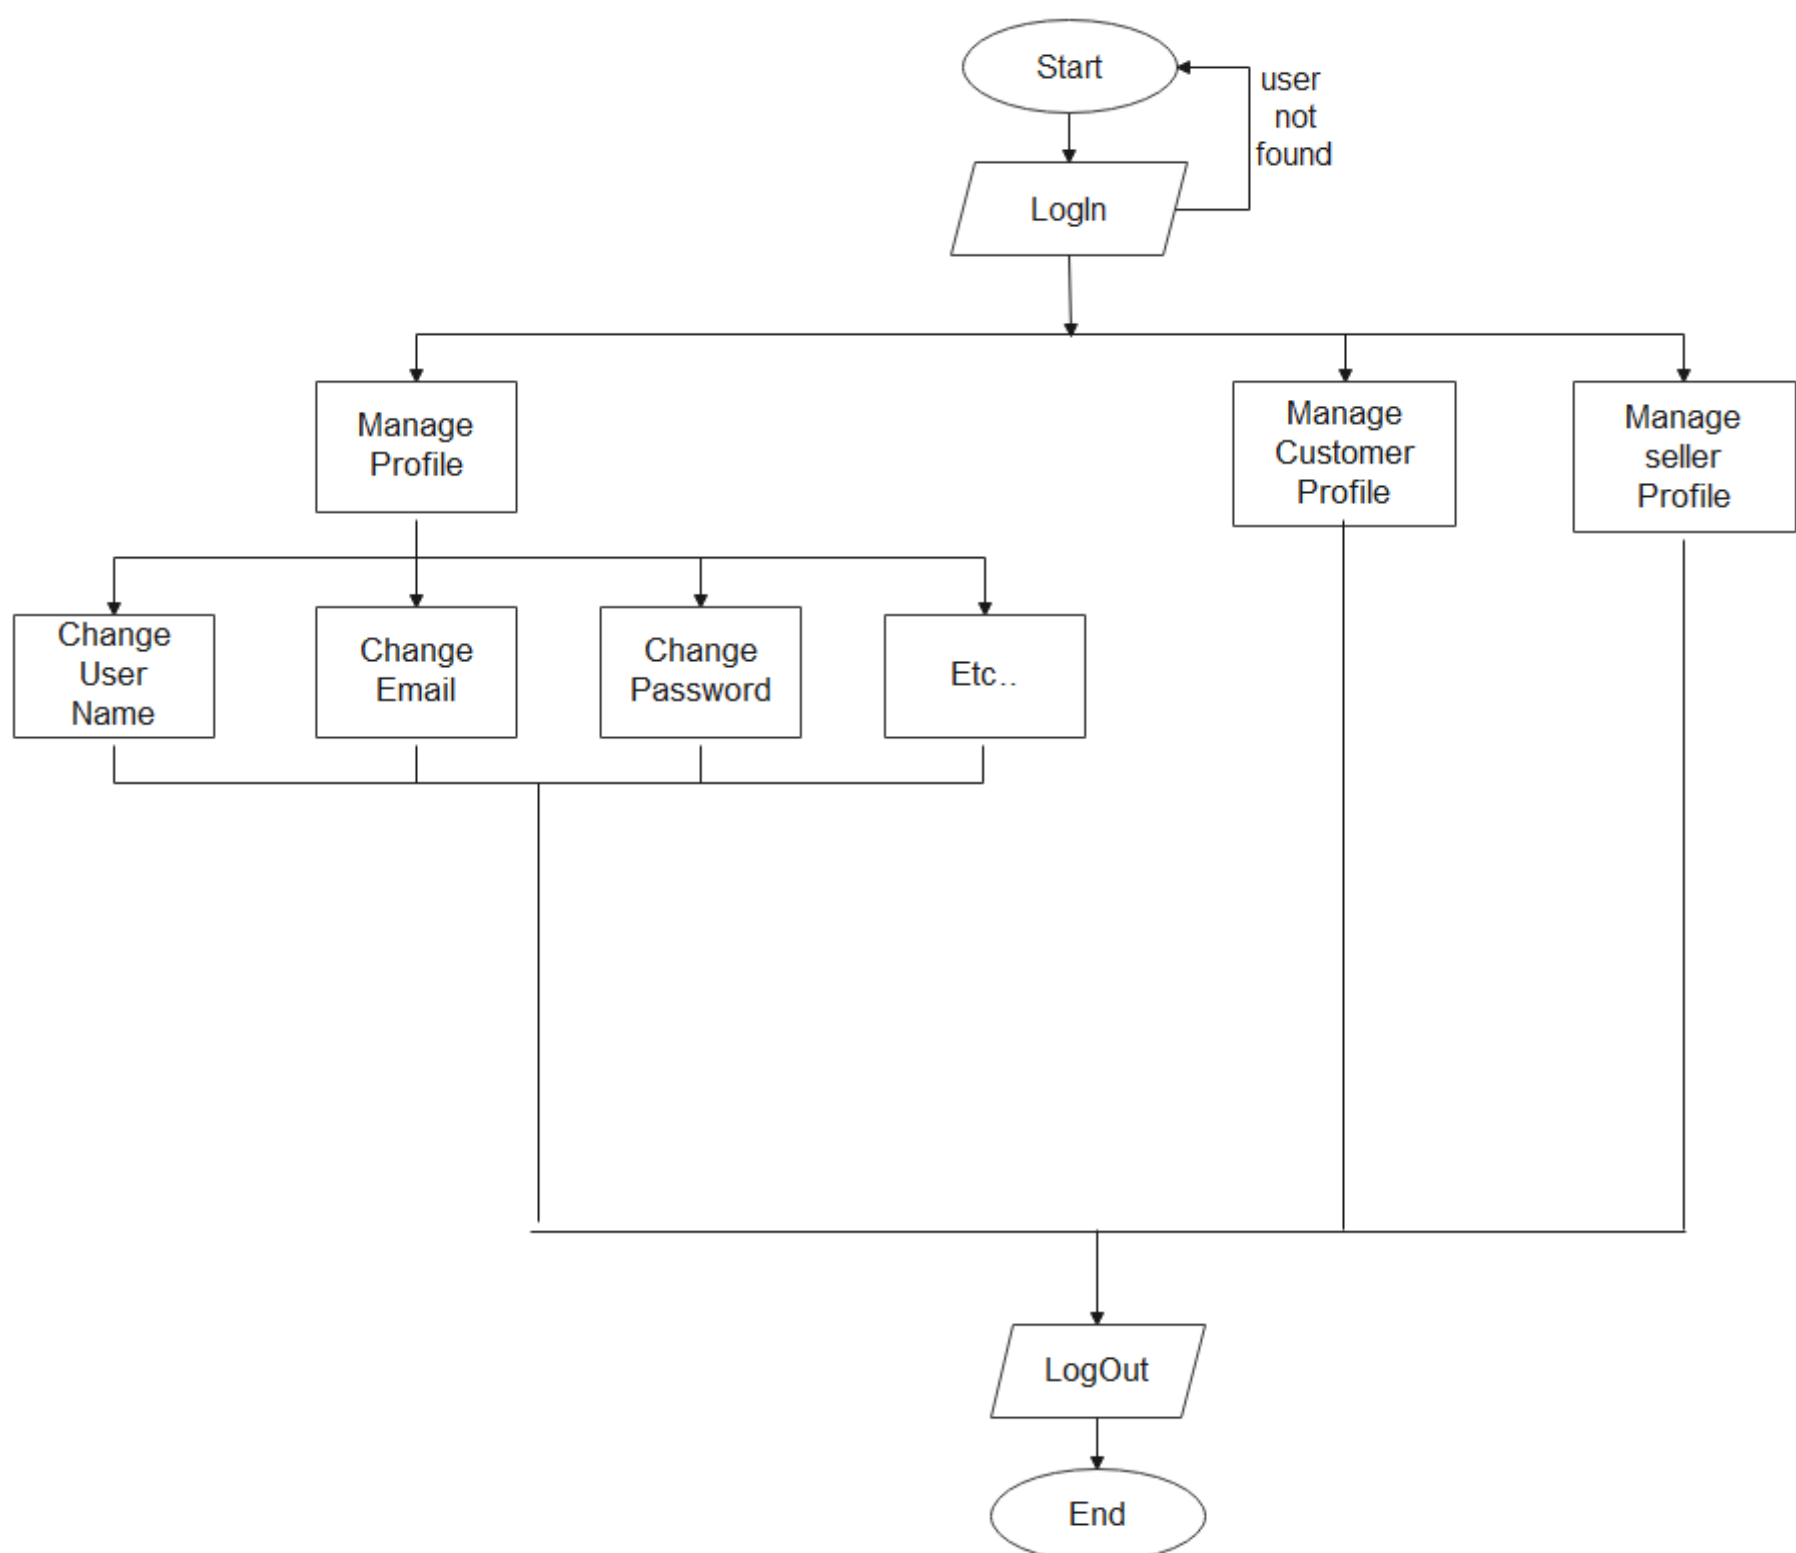 Start
user
not
found
LogIn
Manage
Profile
Manage
Customer
Profile
Manage
seller
Profile
Change
User
Name
Change
Email
Change
Password
Etc..
LogOut
End